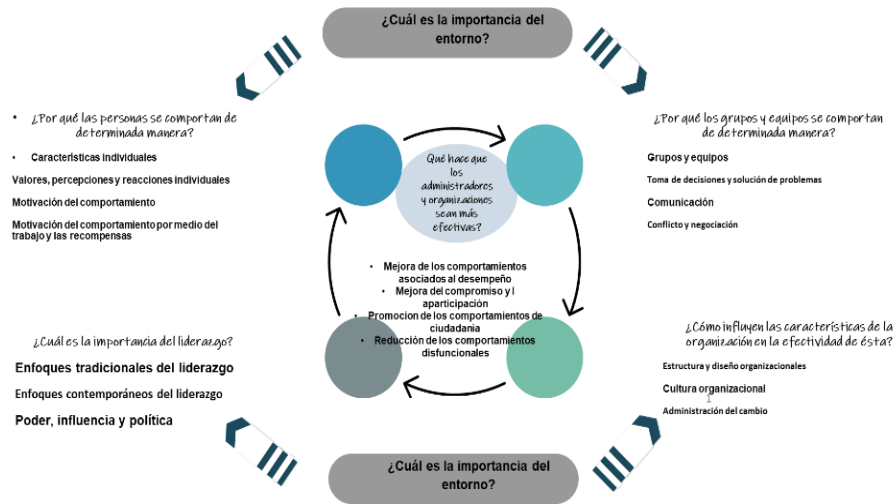 ¿Cuál es la importancia del
entorno?
• ¿Por qué las personas se comportan de
determinada manera?
• Características individuales
Valores, percepciones y reacciones individuales
Motivación del comportamiento
Motivación del comportamiento por medio del
trabajo y las recompensas
¿Por qué los grupos y equipos se comportan
de determinada manera?
Grupos y equipos
Toma de decisiones y solución de problemas
Comunicación
Conflicto y negociación
Qué hace que
los
administradores
y organizaciones
sean más
efectivas?
• Mejora de los comportamientos
asociados al desempeño
• Mejora del compromiso y l
aparticipación
• Promocion de los comportamientos de
ciudadania
• Reducción de los comportamientos
disfuncionales
¿Cuál es la importancia del liderazgo?
Enfoques tradicionales del liderazgo
Enfoques contemporáneos del liderazgo
Poder, influencia y política
¿Cómo influyen las características de la
organización en la efectividad de ésta?
Estructura y diseño organizacionales
Cultura organizacional
Administración del cambio
¿Cuál es la importancia del
entorno?